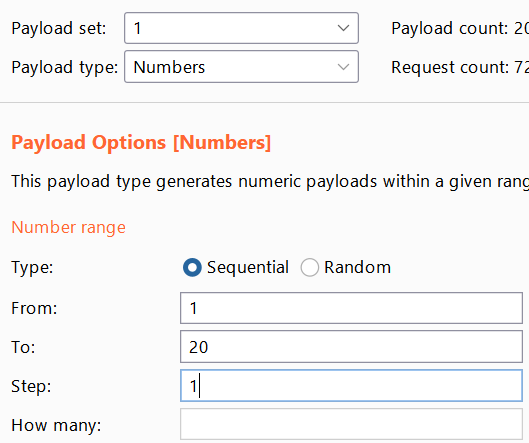 Payload set: 1 Payload count: 20
Payload type: Numbers Request count: 72
Payload Options [Numbers]
This payload type generates numeric payloads within a given rang
Number range
Type: Sequential Random
From: 1
To: 20
Step: 1
How many: